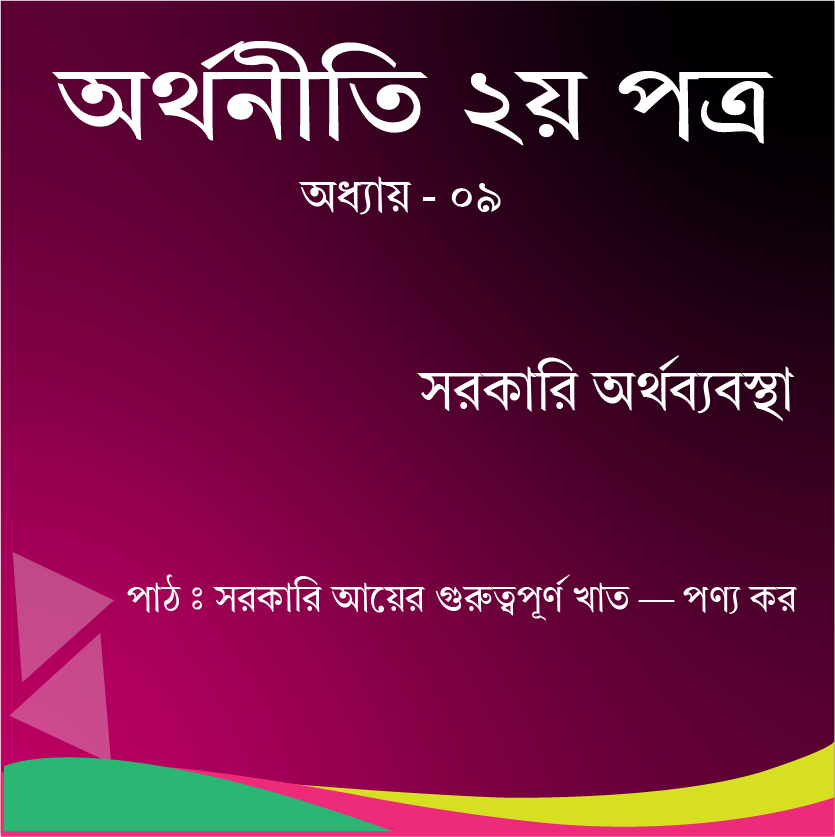 অর্থনীতি ২য় পত্র
অধ্যায় - ০৯
সরকারি অর্থব্যবস্থা
পাঠ ঃ সরকারি আয়ের গুরুত্বপূর্ণ খাত — পণ্য কর